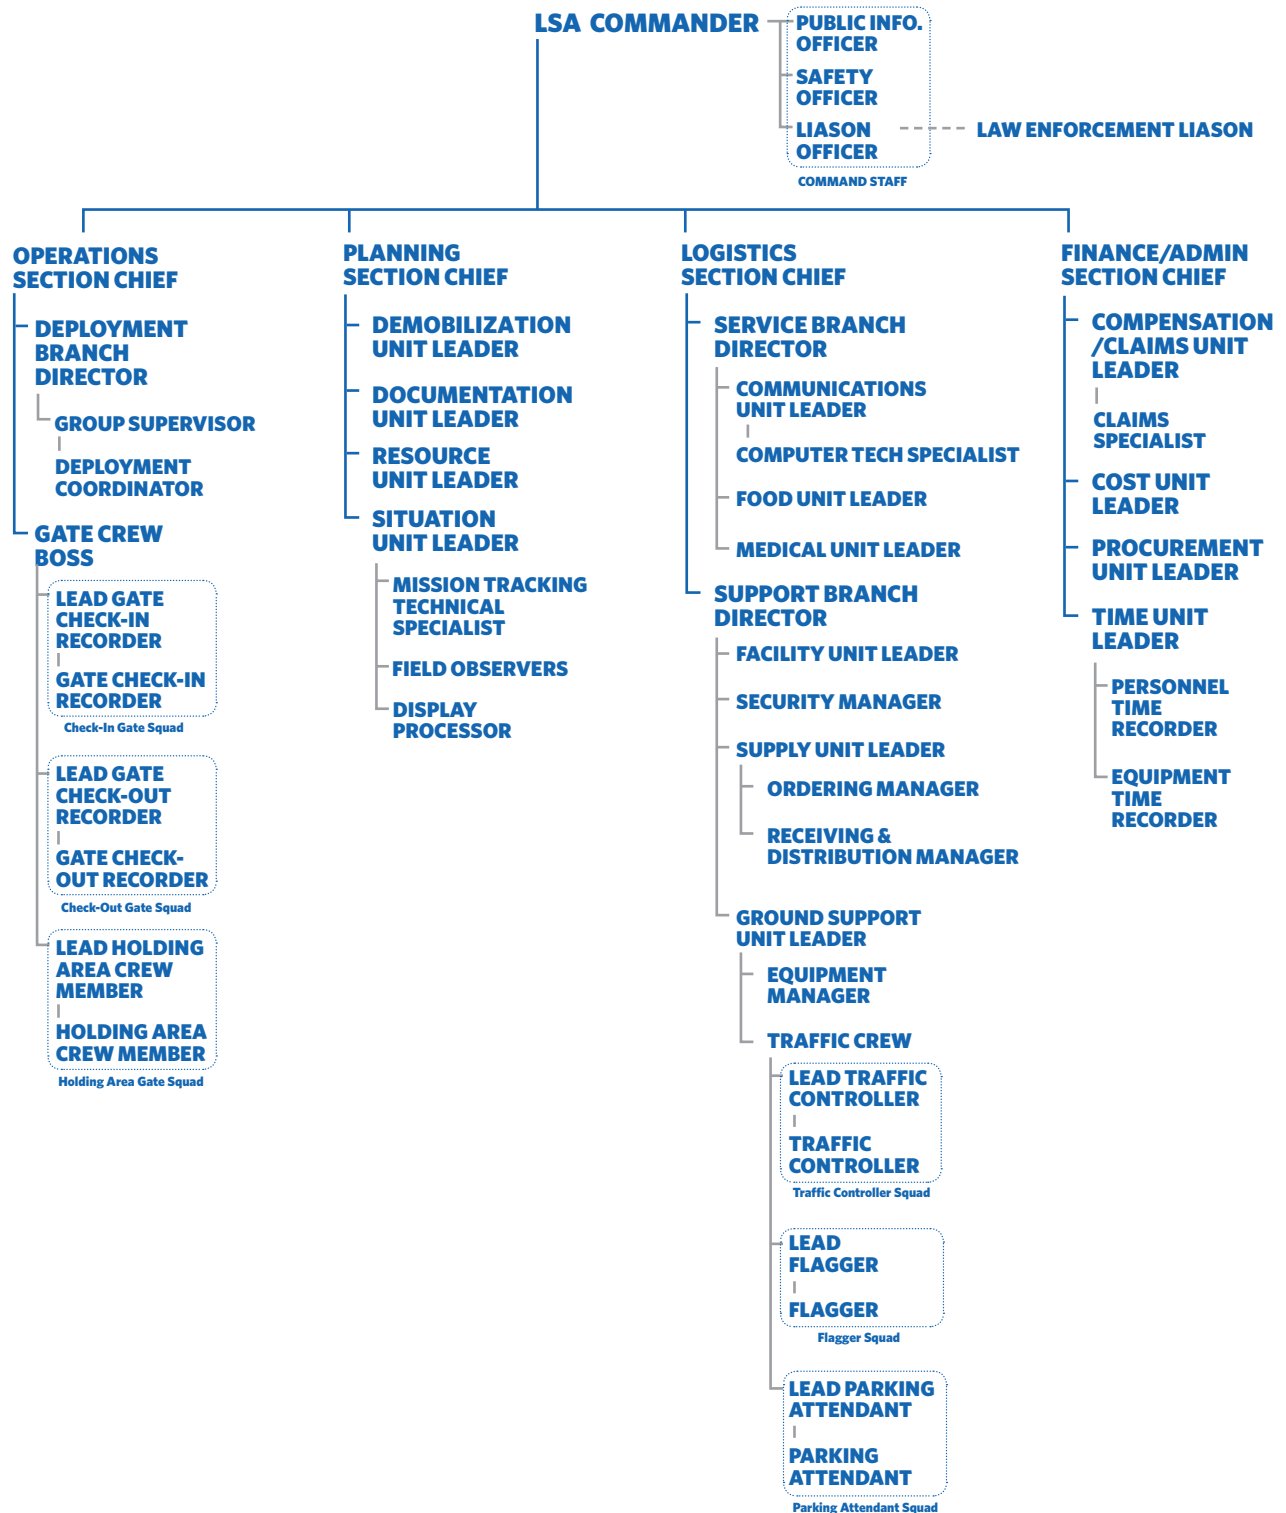 LSA COMMANDER
PUBLIC INFO.
OFFICER
SAFETY
OFFICER
LIASON
OFFICER
LAW ENFORCEMENT LIASON
COMMAND STAFF
OPERATIONS
SECTION CHIEF
DEPLOYMENT
BRANCH
DIRECTOR
GROUP SUPERVISOR
DEPLOYMENT
COORDINATOR
GATE CREW
BOSS
LEAD GATE
CHECK-IN
RECORDER
GATE CHECK-IN
RECORDER
Check-In Gate Squad
LEAD GATE
CHECK-OUT
RECORDER
GATE CHECK-
OUT RECORDER
Check-Out Gate Squad
LEAD HOLDING
AREA CREW
MEMBER
HOLDING AREA
CREW MEMBER
Holding Area Gate Squad
PLANNING
SECTION CHIEF
DEMOBILIZATION
UNIT LEADER
DOCUMENTATION
UNIT LEADER
RESOURCE
UNIT LEADER
SITUATION
UNIT LEADER
MISSION TRACKING
TECHNICAL
SPECIALIST
FIELD OBSERVERS
DISPLAY
PROCESSOR
LOGISTICS
SECTION CHIEF
SERVICE BRANCH
DIRECTOR
COMMUNICATIONS
UNIT LEADER
COMPUTER TECH SPECIALIST
FOOD UNIT LEADER
MEDICAL UNIT LEADER
SUPPORT BRANCH
DIRECTOR
FACILITY UNIT LEADER
SECURITY MANAGER
SUPPLY UNIT LEADER
ORDERING MANAGER
RECEIVING &
DISTRIBUTION MANAGER
GROUND SUPPORT
UNIT LEADER
EQUIPMENT
MANAGER
TRAFFIC CREW
LEAD TRAFFIC
CONTROLLER
TRAFFIC
CONTROLLER
Traffic Controller Squad
LEAD
FLAGGER
FLAGGER
Flagger Squad
LEAD PARKING
ATTENDANT
PARKING
ATTENDANT
Parking Attendant Squad
FINANCE/ADMIN
SECTION CHIEF
COMPENSATION
/CLAIMS UNIT
LEADER
CLAIMS
SPECIALIST
COST UNIT
LEADER
PROCUREMENT
UNIT LEADER
TIME UNIT
LEADER
PERSONNEL
TIME
RECORDER
EQUIPMENT
TIME
RECORDER